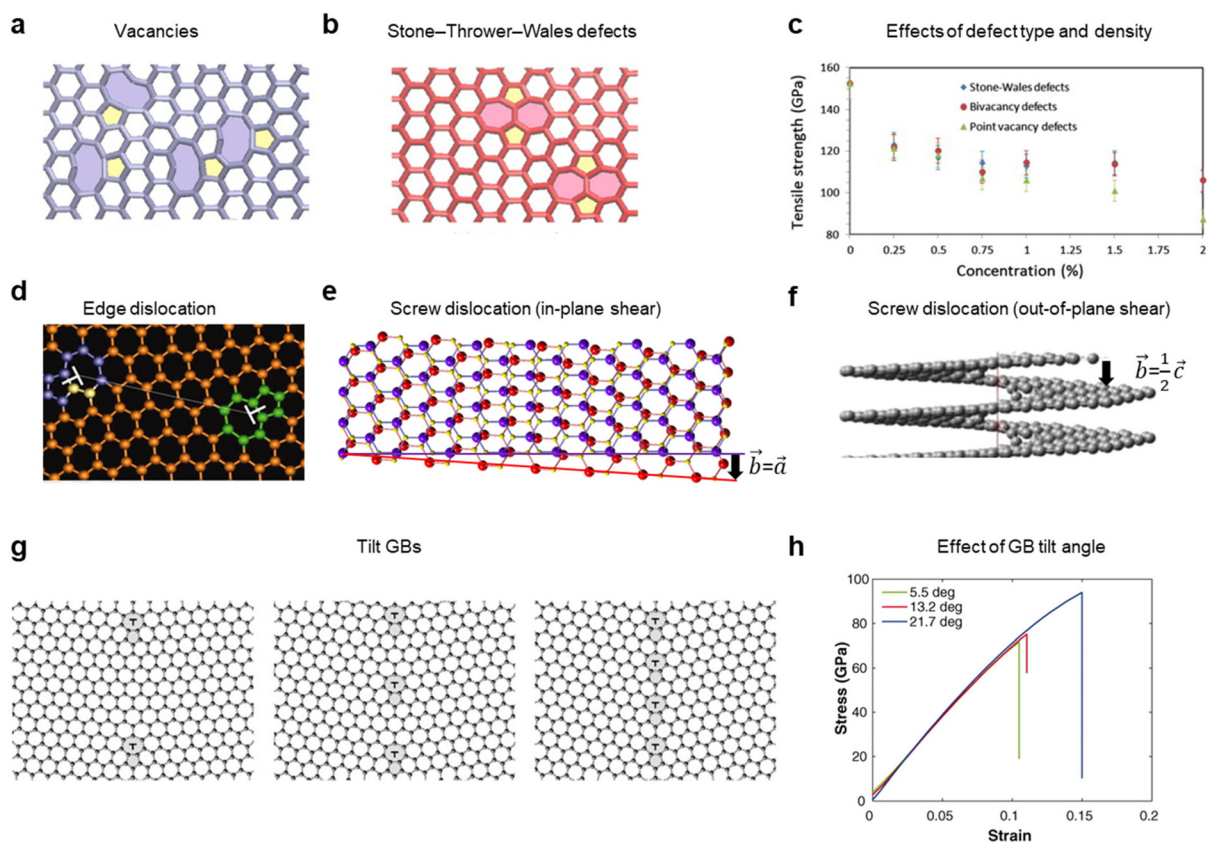 a
Vacancies
b
Stone–Thrower–Wales defects
c
Effects of defect type and density
Tensile strength (GPa)
160
140
120
100
80
Stone-Wales defects
Bivacancy defects
Point vacancy defects
0 0.25 0.5 0.75 1 1.25 1.5 1.75 2
Concentration (%)
d
Edge dislocation
e
Screw dislocation (in-plane shear)
b⃗=a⃗
f
Screw dislocation (out-of-plane shear)
b⃗=1/2 c⃗
g
Tilt GBs
T
T
T
T
T
T
T
T
T
h
Effect of GB tilt angle
Stress (GPa)
100
80
60
40
20
0
5.5 deg
13.2 deg
21.7 deg
0 0.05 0.1 0.15 0.2
Strain